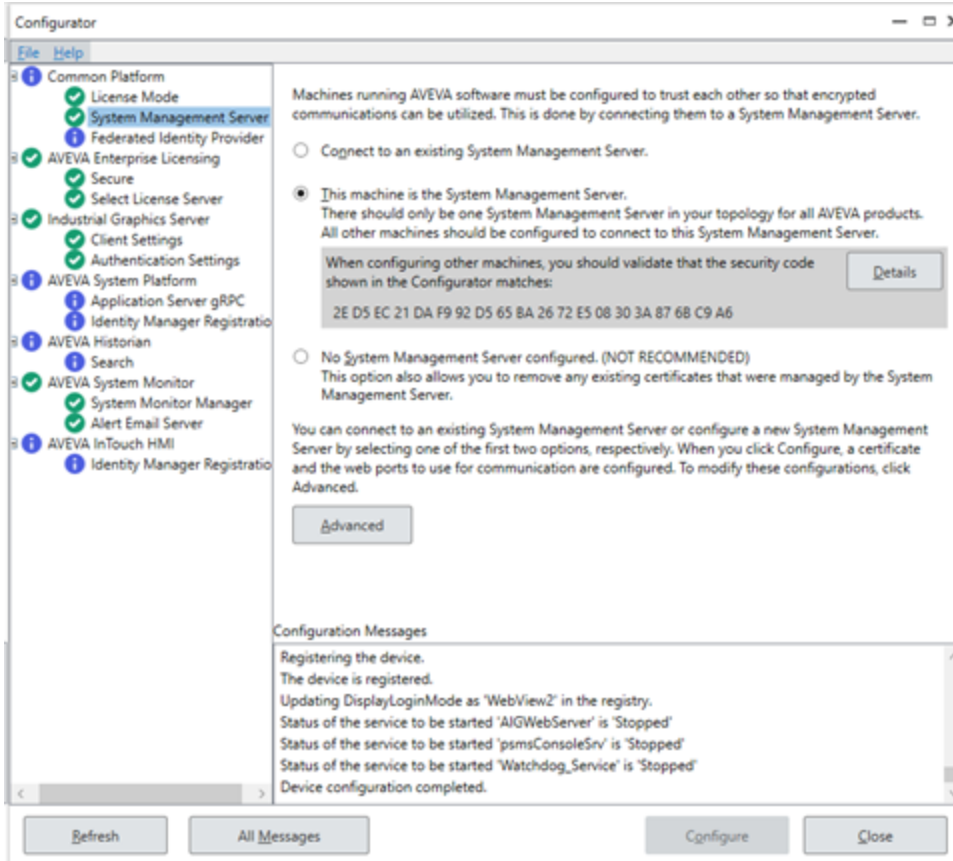 Configurator
File Help
Common Platform
License Mode
System Management Server
Federated Identity Provider
AVEVA Enterprise Licensing
Secure
Select License Server
Industrial Graphics Server
Client Settings
Authentication Settings
AVEVA System Platform
Application Server gRPC
Identity Manager Registratio
AVEVA Historian
Search
AVEVA System Monitor
System Monitor Manager
Alert Email Server
AVEVA InTouch HMI
Identity Manager Registratio
Machines running AVEVA software must be configured to trust each other so that encrypted
communications can be utilized. This is done by connecting them to a System Management Server.
Connect to an existing System Management Server.
This machine is the System Management Server.
There should only be one System Management Server in your topology for all AVEVA products.
All other machines should be configured to connect to this System Management Server.
When configuring other machines, you should validate that the security code
shown in the Configurator matches:
Details
2E D5 EC 21 DA F9 92 D5 65 BA 26 72 E5 08 30 3A 87 6B C9 A6
No System Management Server configured. (NOT RECOMMENDED)
This option also allows you to remove any existing certificates that were managed by the System
Management Server.
You can connect to an existing System Management Server or configure a new System Management
Server by selecting one of the first two options, respectively. When you click Configure, a certificate
and the web ports to use for communication are configured. To modify these configurations, click
Advanced.
Advanced
Configuration Messages
Registering the device.
The device is registered.
Updating DisplayLoginMode as 'WebView2' in the registry.
Status of the service to be started 'AIGWebServer' is 'Stopped'
Status of the service to be started 'psmsConsoleSrv' is 'Stopped'
Status of the service to be started 'Watchdog_Service' is 'Stopped'
Device configuration completed.
Refresh
All Messages
Configure
Close